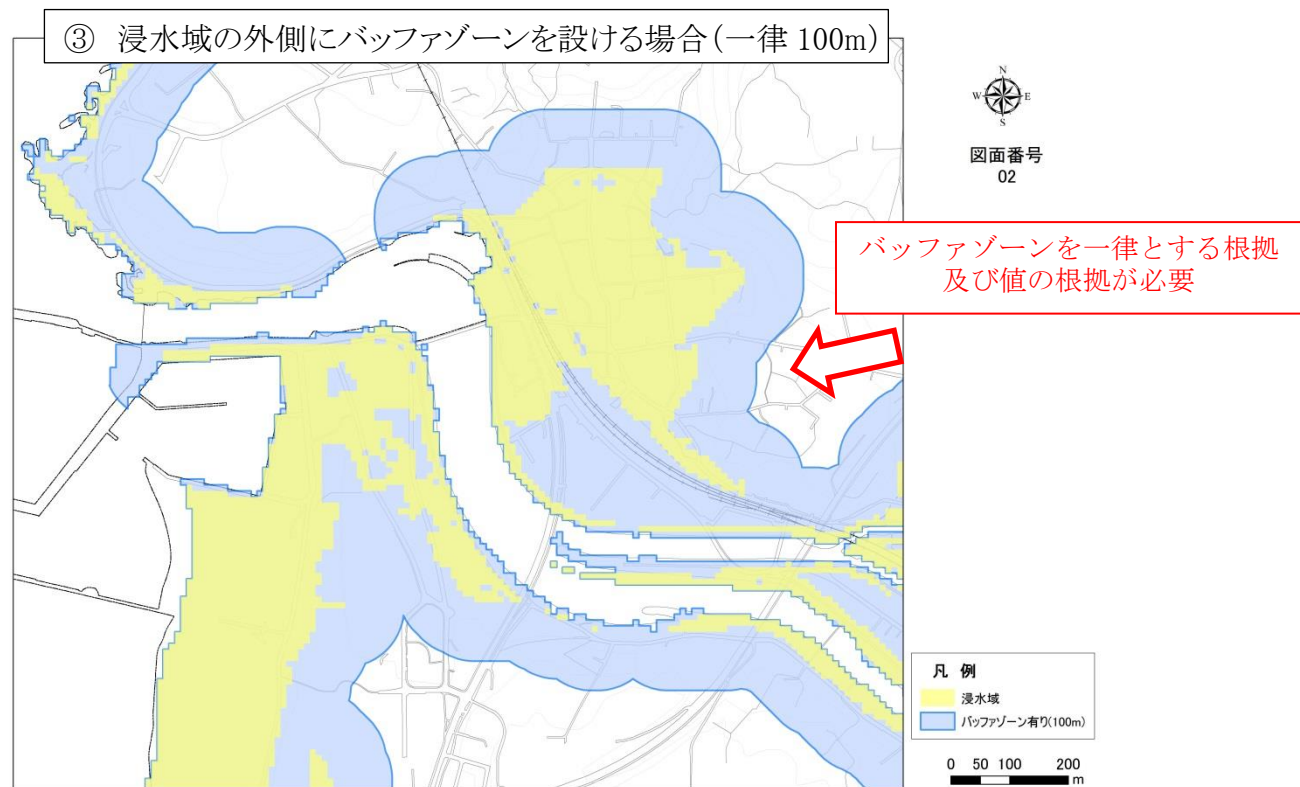 ③ 浸水域の外側にバッファゾーンを設ける場合(一律 100m)
N
W
E
S
図面番号
02
バッファゾーンを一律とする根拠
及び値の根拠が必要
凡 例
浸水域
バッファゾーン有り(100m)
0 50 100 200
m